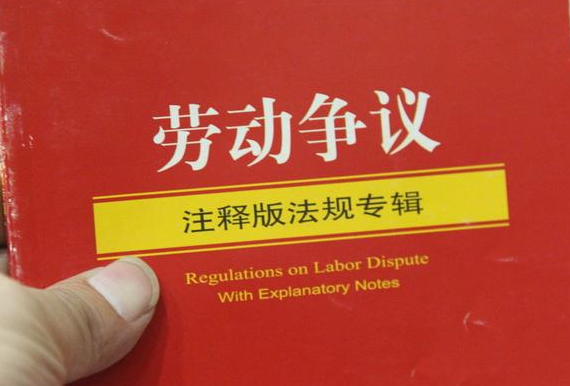 劳动争议
注释版法规专辑
Regulations on Labor Dispute
With Explanatory Notes